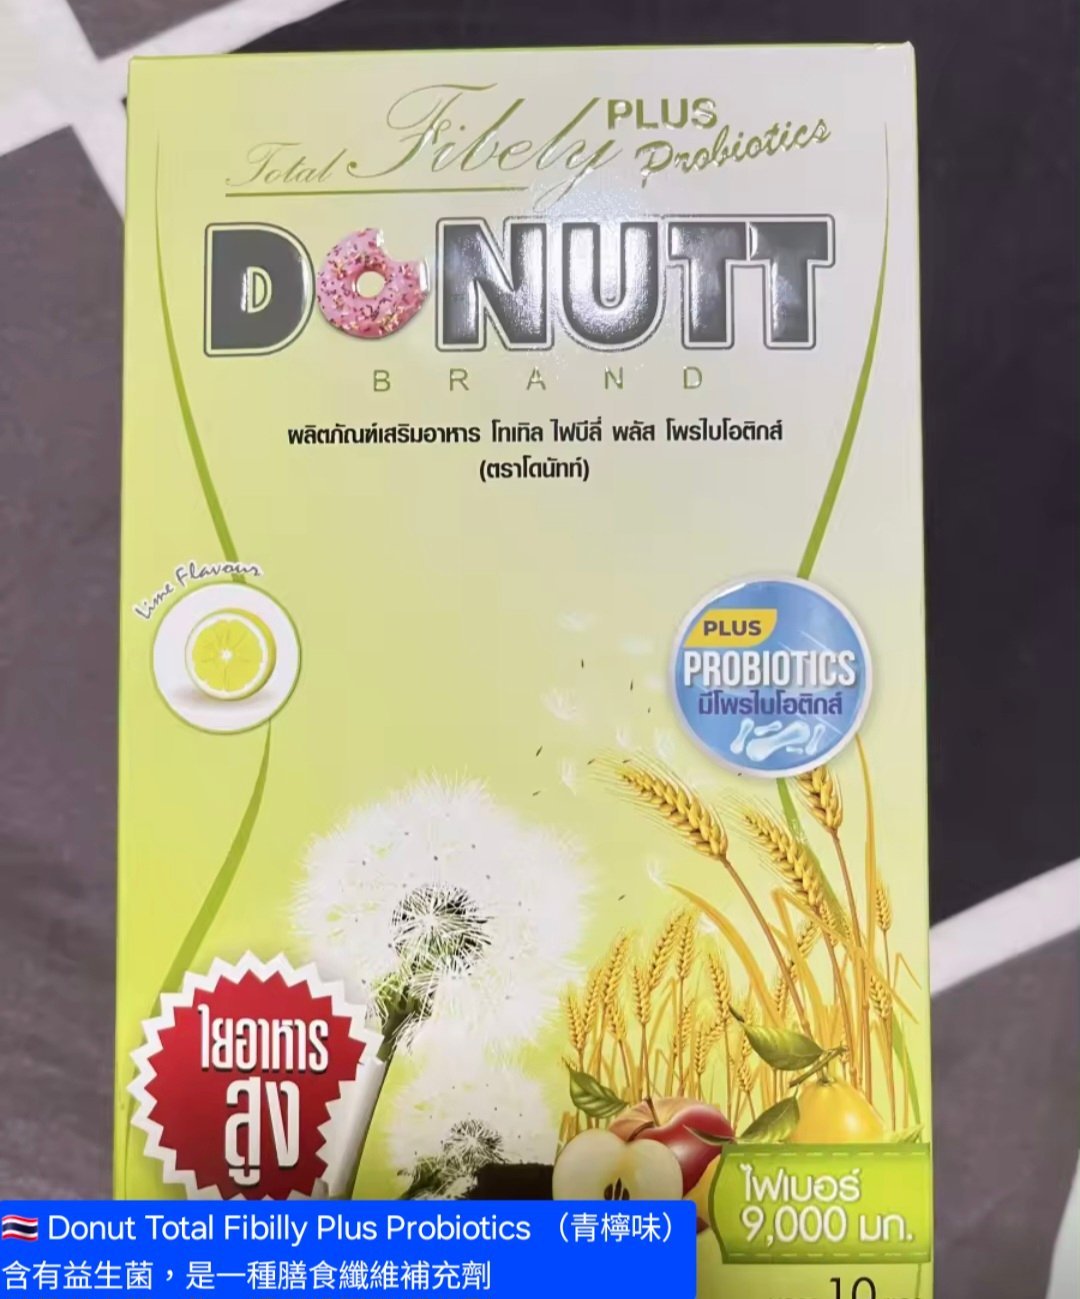 Total Fibely PLUS
Probiotics
DONUTT
BRAND
ผลิตภัณฑ์เสริมอาหาร โทเทิล ไฟบีลี่ พลัส โพรไบโอติกส์
(ตราโดนัทท์)
Lime Flavour
PLUS
PROBIOTICS
มีโพรไบโอติกส์
ใยอาหาร
สูง
ไฟเบอร์
9,000 มก.
10
🇹🇭 Donut Total Fibilly Plus Probiotics （青檸味）
含有益生菌，是一種膳食纖維補充劑